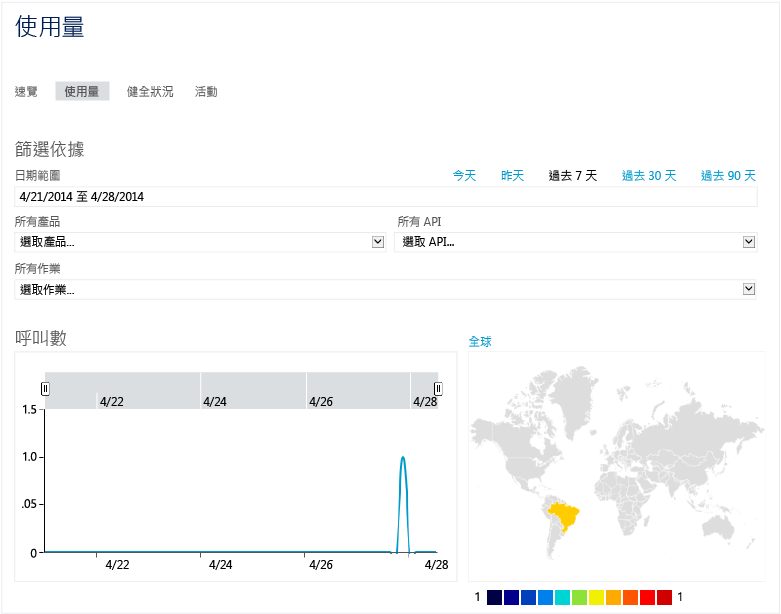 使用量
速覽 使用量 健全狀況 活動
篩選依據
日期範圍 今天 昨天 過去 7 天 過去 30 天 過去 90 天
4/21/2014 至 4/28/2014
所有產品 所有 API
選取產品... 選取 API...
所有作業
選取作業...
呼叫數 全球
4/22 4/24 4/26 4/28
1.5
1.0
.05
0
4/22 4/24 4/26 4/28
1 1